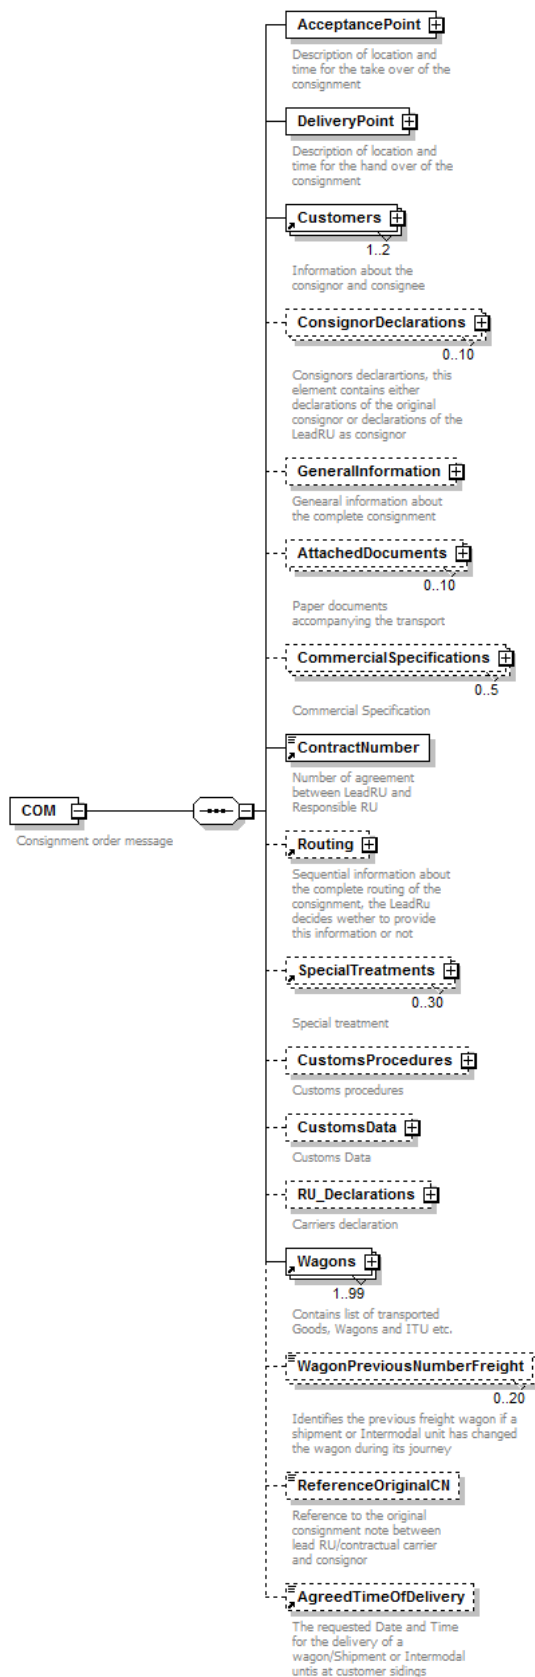 AcceptancePoint
Description of location and
time for the take over of the
consignment
DeliveryPoint
Description of location and
time for the hand over of the
consignment
Customers
1..2
Information about the
consignor and consignee
ConsignorDeclarations
0..10
Consignors declarartions, this
element contains either
declarations of the original
consignor or declarations of the
LeadRU as consignor
GeneralInformation
Genearal information about
the complete consignment
AttachedDocuments
0..10
Paper documents
accompanying the transport
CommercialSpecifications
0..5
Commercial Specification
ContractNumber
Number of agreement
between LeadRU and
Responsible RU
COM
Consignment order message
Routing
Sequential information about
the complete routing of the
consignment, the LeadRu
decides wether to provide
this information or not
SpecialTreatments
0..30
Special treatment
CustomsProcedures
Customs procedures
CustomsData
Customs Data
RU_Declarations
Carriers declaration
Wagons
1..99
Contains list of transported
Goods, Wagons and ITU etc.
WagonPreviousNumberFreight
0..20
Identifies the previous freight wagon if a
shipment or Intermodal unit has changed
the wagon during its journey
ReferenceOriginalCN
Reference to the original
consignment note between
lead RU/contractual carrier
and consignor
AgreedTimeOfDelivery
The requested Date and Time
for the delivery of a
wagon/Shipment or Intermodal
untis at customer sidings